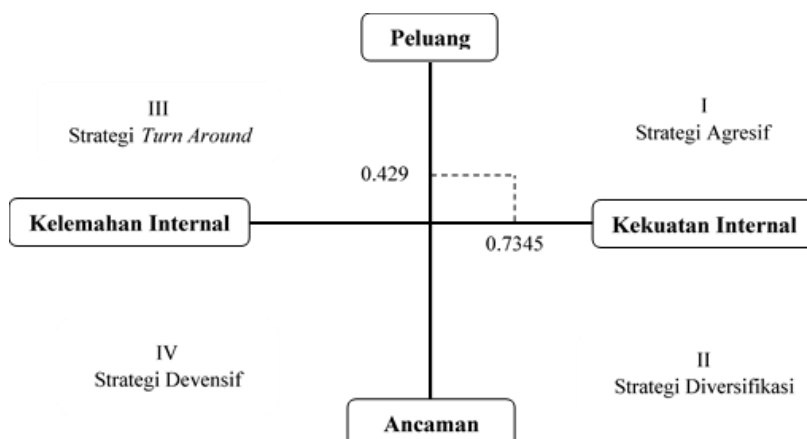 Peluang
III
Strategi Turn Around
I
Strategi Agresif
0.429
Kelemahan Internal
Kekuatan Internal
0.7345
IV
Strategi Devensif
II
Strategi Diversifikasi
Ancaman